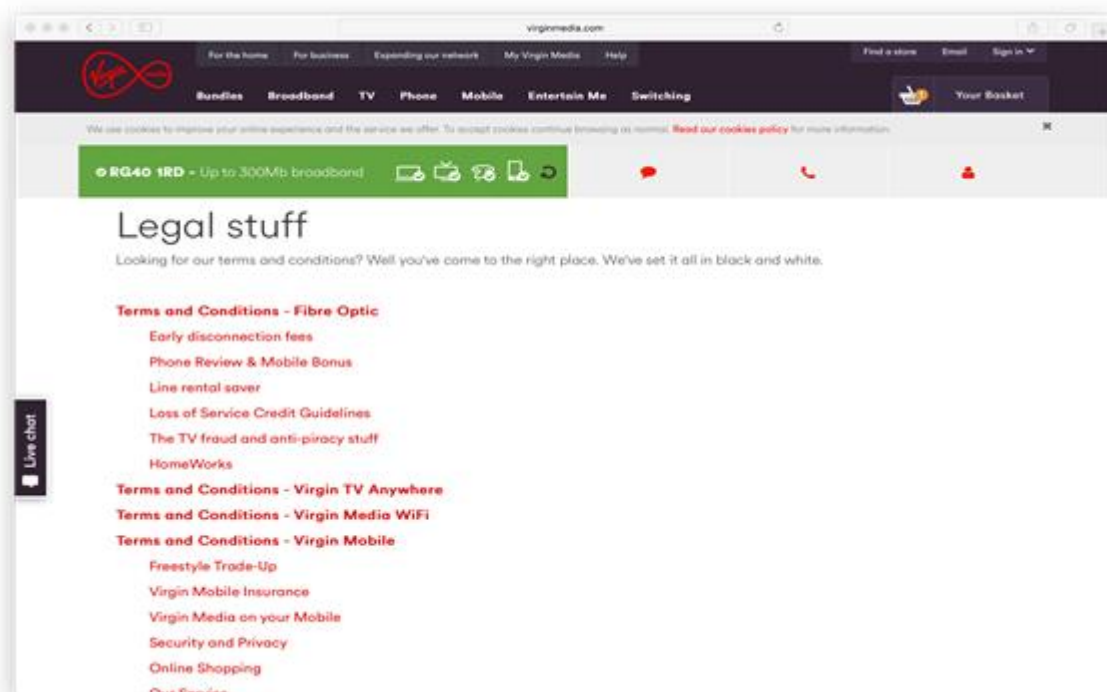 virginmedia.com
For the home For business Expanding our network My Virgin Media Help Find a store Email Sign in
Virgin media
Bundles Broadband TV Phone Mobile Entertain Me Switching Your Basket
We use cookies to improve your online experience and the service we offer. To accept cookies continue browsing as normal. Read our cookies policy for more information.
RG40 1RD - Up to 300Mb broadband
Legal stuff
Looking for our terms and conditions? Well you've come to the right place. We've set it all in black and white.
Terms and Conditions - Fibre Optic
Early disconnection fees
Phone Review & Mobile Bonus
Line rental saver
Loss of Service Credit Guidelines
The TV fraud and anti-piracy stuff
HomeWorks
Live chat
Terms and Conditions - Virgin TV Anywhere
Terms and Conditions - Virgin Media WiFi
Terms and Conditions - Virgin Mobile
Freestyle Trade-Up
Virgin Mobile Insurance
Virgin Media on your Mobile
Security and Privacy
Online Shopping
Our Service